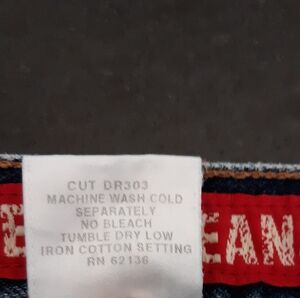 CUT DR303
MACHINE WASH COLD
SEPARATELY
NO BLEACH
TUMBLE DRY LOW
IRON COTTON SETTING
RN 62136
E
EAN